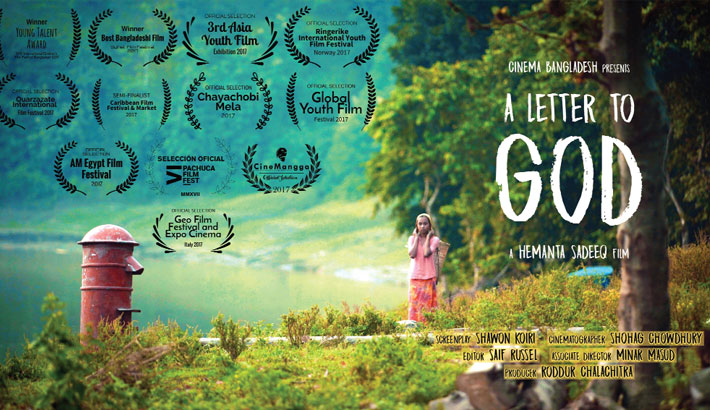 Winner
Young Talent
Award
Winner
Best Bangladeshi Film
OFFICIAL SELECTION
3rd Asia
Youth Film
Exhibition 2017
OFFICIAL SELECTION
Ringerike
International Youth
Film Festival
Norway 2017
OFFICIAL SELECTION
Ouarzazate
International
Film Festival 2017
SEMI-FINALIST
Caribbean Film
Festival & Market
2017
OFFICIAL SELECTION
Chayachobi
Mela
2017
OFFICIAL SELECTION
Global
Youth Film
Festival 2017
OFFICIAL
SELECTION
AM Egypt Film
Festival
2017
SELECCIÓN OFICIAL
PACHUCA
FILM
FEST
MMXVII
CineMangga
Official Selection
2017
OFFICIAL SELECTION
Geo Film
Festival and
Expo Cinema
Italy 2017
CINEMA BANGLADESH PRESENTS
A LETTER TO
GOD
A HEMANTA SADEEQ FILM
SCREENPLAY SHAWON KOIRI CINEMATOGRAPHER SHOHAG CHOWDHURY
EDITOR SAIF RUSSEL ASSOCIATE DIRECTOR MINAR MASUD
PRODUCER KODDUK CHALACHITRA